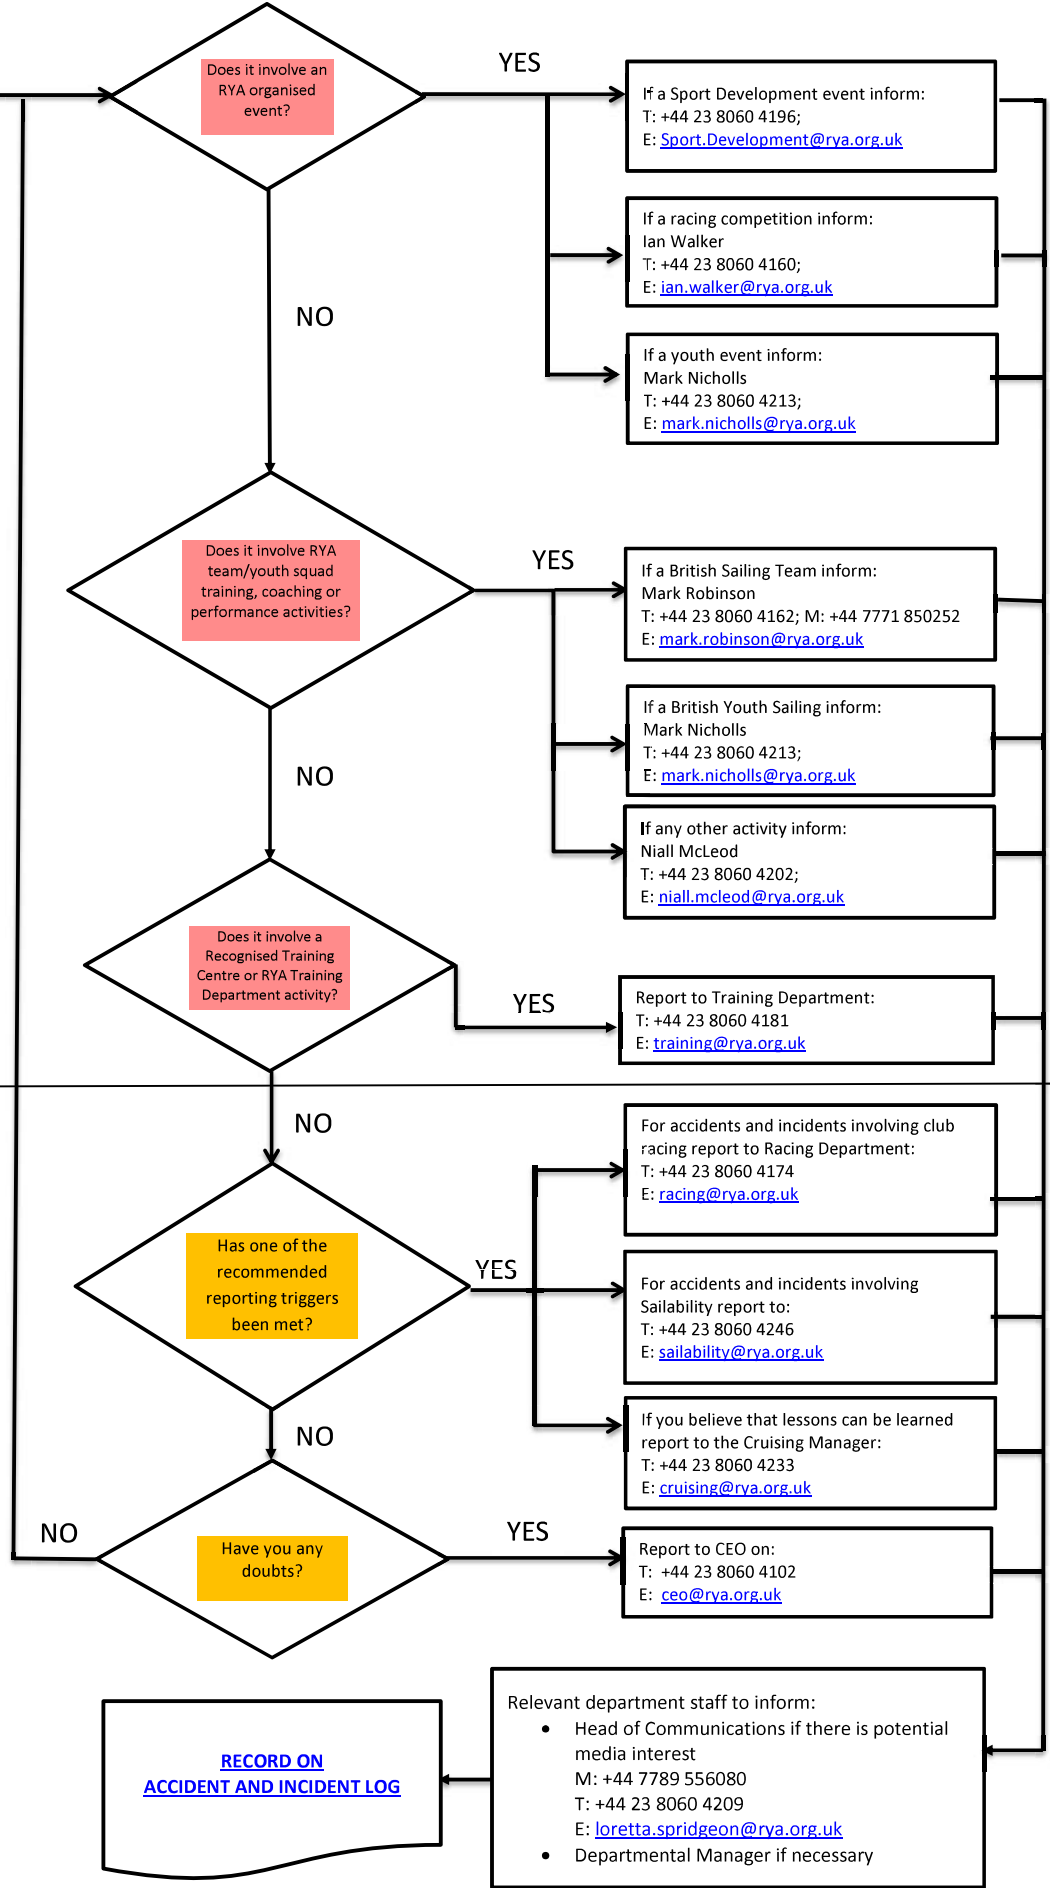 Does it involve an
RYA organised
event?
YES
If a Sport Development event inform:
T: +44 23 8060 4196;
E: Sport.Development@rya.org.uk
If a racing competition inform:
Ian Walker
T: +44 23 8060 4160;
E: ian.walker@rya.org.uk
NO
If a youth event inform:
Mark Nicholls
T: +44 23 8060 4213;
E: mark.nicholls@rya.org.uk
Does it involve RYA
team/youth squad
training, coaching or
performance activities?
YES
If a British Sailing Team inform:
Mark Robinson
T: +44 23 8060 4162; M: +44 7771 850252
E: mark.robinson@rya.org.uk
If a British Youth Sailing inform:
Mark Nicholls
T: +44 23 8060 4213;
E: mark.nicholls@rya.org.uk
NO
If any other activity inform:
Niall McLeod
T: +44 23 8060 4202;
E: niall.mcleod@rya.org.uk
Does it involve a
Recognised Training
Centre or RYA Training
Department activity?
YES
Report to Training Department:
T: +44 23 8060 4181
E: training@rya.org.uk
NO
For accidents and incidents involving club
racing report to Racing Department:
T: +44 23 8060 4174
E: racing@rya.org.uk
Has one of the
recommended
reporting triggers
been met?
YES
For accidents and incidents involving
Sailability report to:
T: +44 23 8060 4246
E: sailability@rya.org.uk
If you believe that lessons can be learned
report to the Cruising Manager:
T: +44 23 8060 4233
E: cruising@rya.org.uk
NO
NO
Have you any
doubts?
YES
Report to CEO on:
T: +44 23 8060 4102
E: ceo@rya.org.uk
Relevant department staff to inform:
• Head of Communications if there is potential
media interest
M: +44 7789 556080
T: +44 23 8060 4209
E: loretta.spridgeon@rya.org.uk
• Departmental Manager if necessary
RECORD ON
ACCIDENT AND INCIDENT LOG